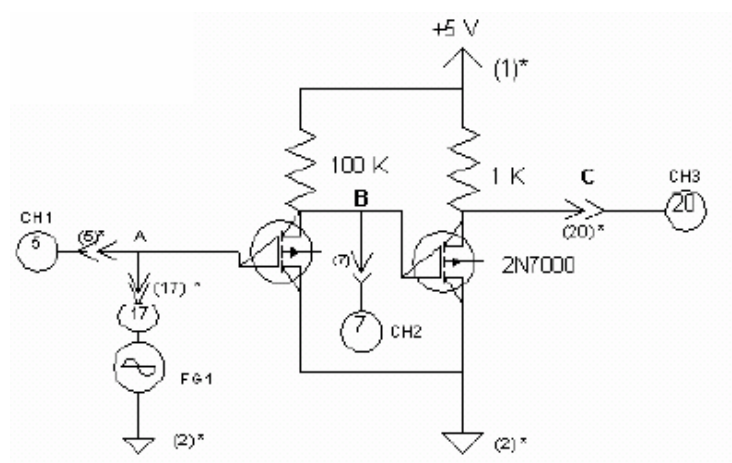 +5 V
(1)*
100 K
1 K
B
C
CH3
20
(20)*
CH1
5
(5)*
A
(7)
2N7000
(17) *
17
7
CH2
FG1
(2)*
(2)*